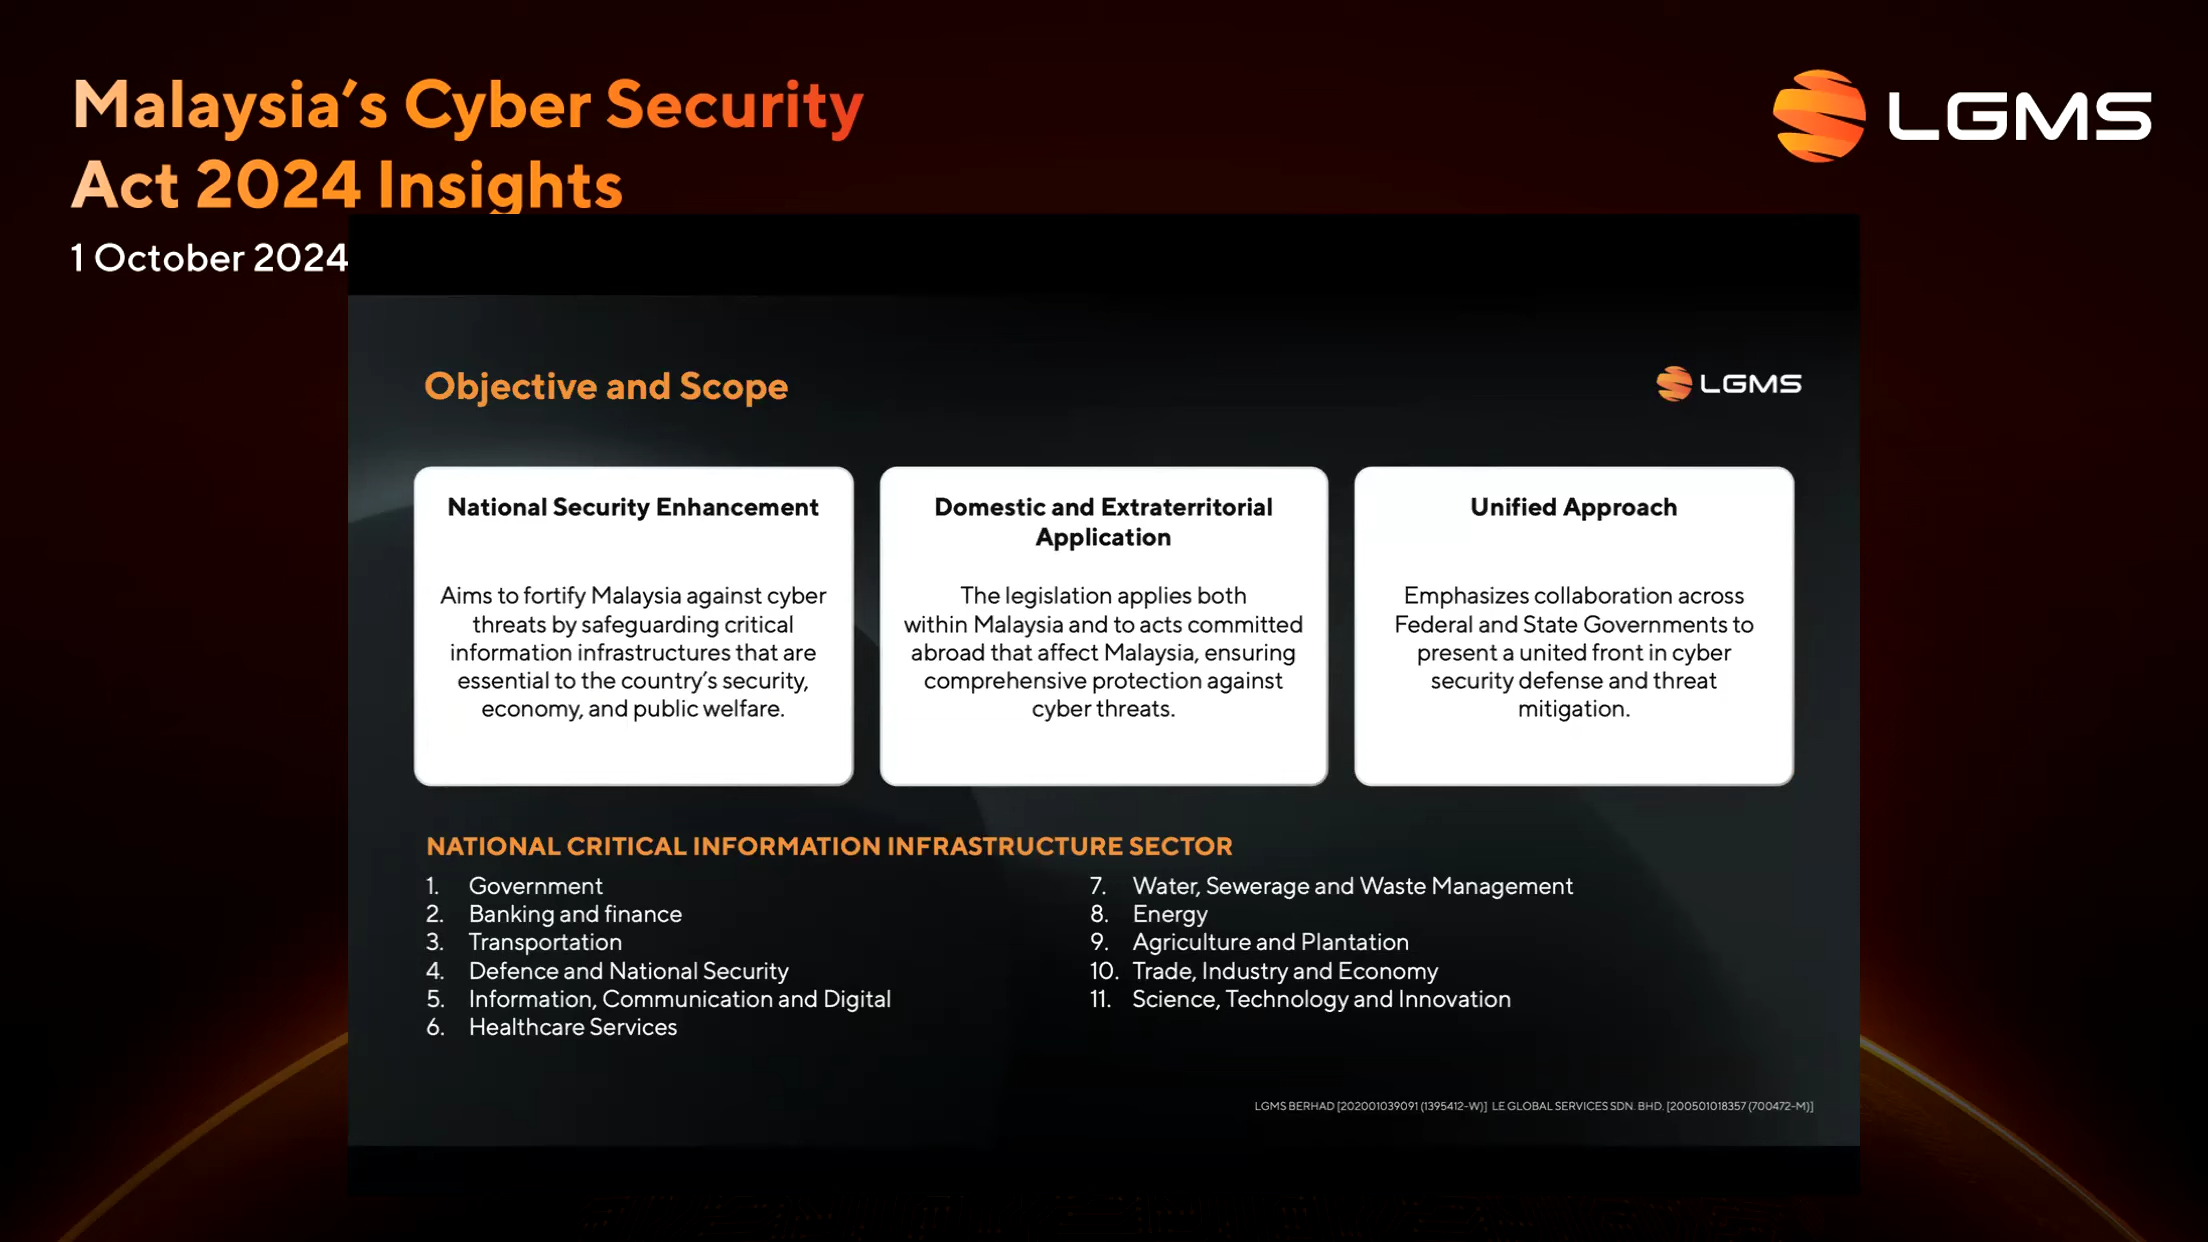 Malaysia's Cyber Security
Act 2024 Insights
1 October 2024
LGMS
Objective and Scope
LGMS
National Security Enhancement
Aims to fortify Malaysia against cyber
threats by safeguarding critical
information infrastructures that are
essential to the country's security,
economy, and public welfare.
Domestic and Extraterritorial
Application
The legislation applies both
within Malaysia and to acts committed
abroad that affect Malaysia, ensuring
comprehensive protection against
cyber threats.
Unified Approach
Emphasizes collaboration across
Federal and State Governments to
present a united front in cyber
security defense and threat
mitigation.
NATIONAL CRITICAL INFORMATION INFRASTRUCTURE SECTOR
1. Government
2. Banking and finance
3. Transportation
4. Defence and National Security
5. Information, Communication and Digital
6. Healthcare Services
7. Water, Sewerage and Waste Management
8. Energy
9. Agriculture and Plantation
10. Trade, Industry and Economy
11. Science, Technology and Innovation
LGMS BERHAD [202001039091 (1395412-W)] LE GLOBAL SERVICES SDN. BHD. [200501018357 (700472-M)]